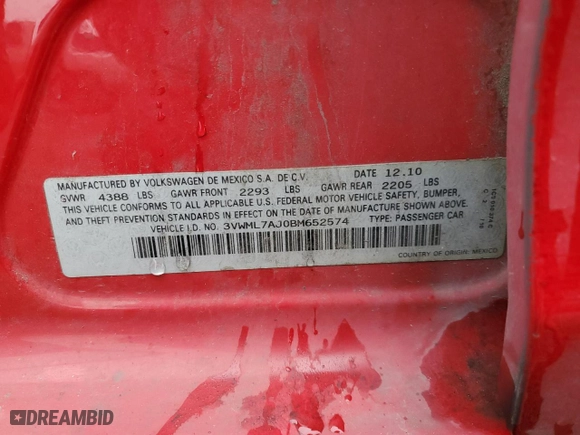 MANUFACTURED BY VOLKSWAGEN DE MEXICO S.A. DE C.V. DATE 12.10
GVWR 4388 LBS GAWR FRONT 2293 LBS GAWR REAR 2205 LBS
THIS VEHICLE CONFORMS TO ALL APPLICABLE U.S. FEDERAL MOTOR VEHICLE SAFETY, BUMPER,
AND THEFT PREVENTION STANDARDS IN EFFECT ON THE DATE OF MANUFACTURE SHOWN ABOVE.
VEHICLE I.D. NO. 3VWML7AJ0BM652574 TYPE: PASSENGER CAR
COUNTRY OF ORIGIN: MEXICO
DREAMBID